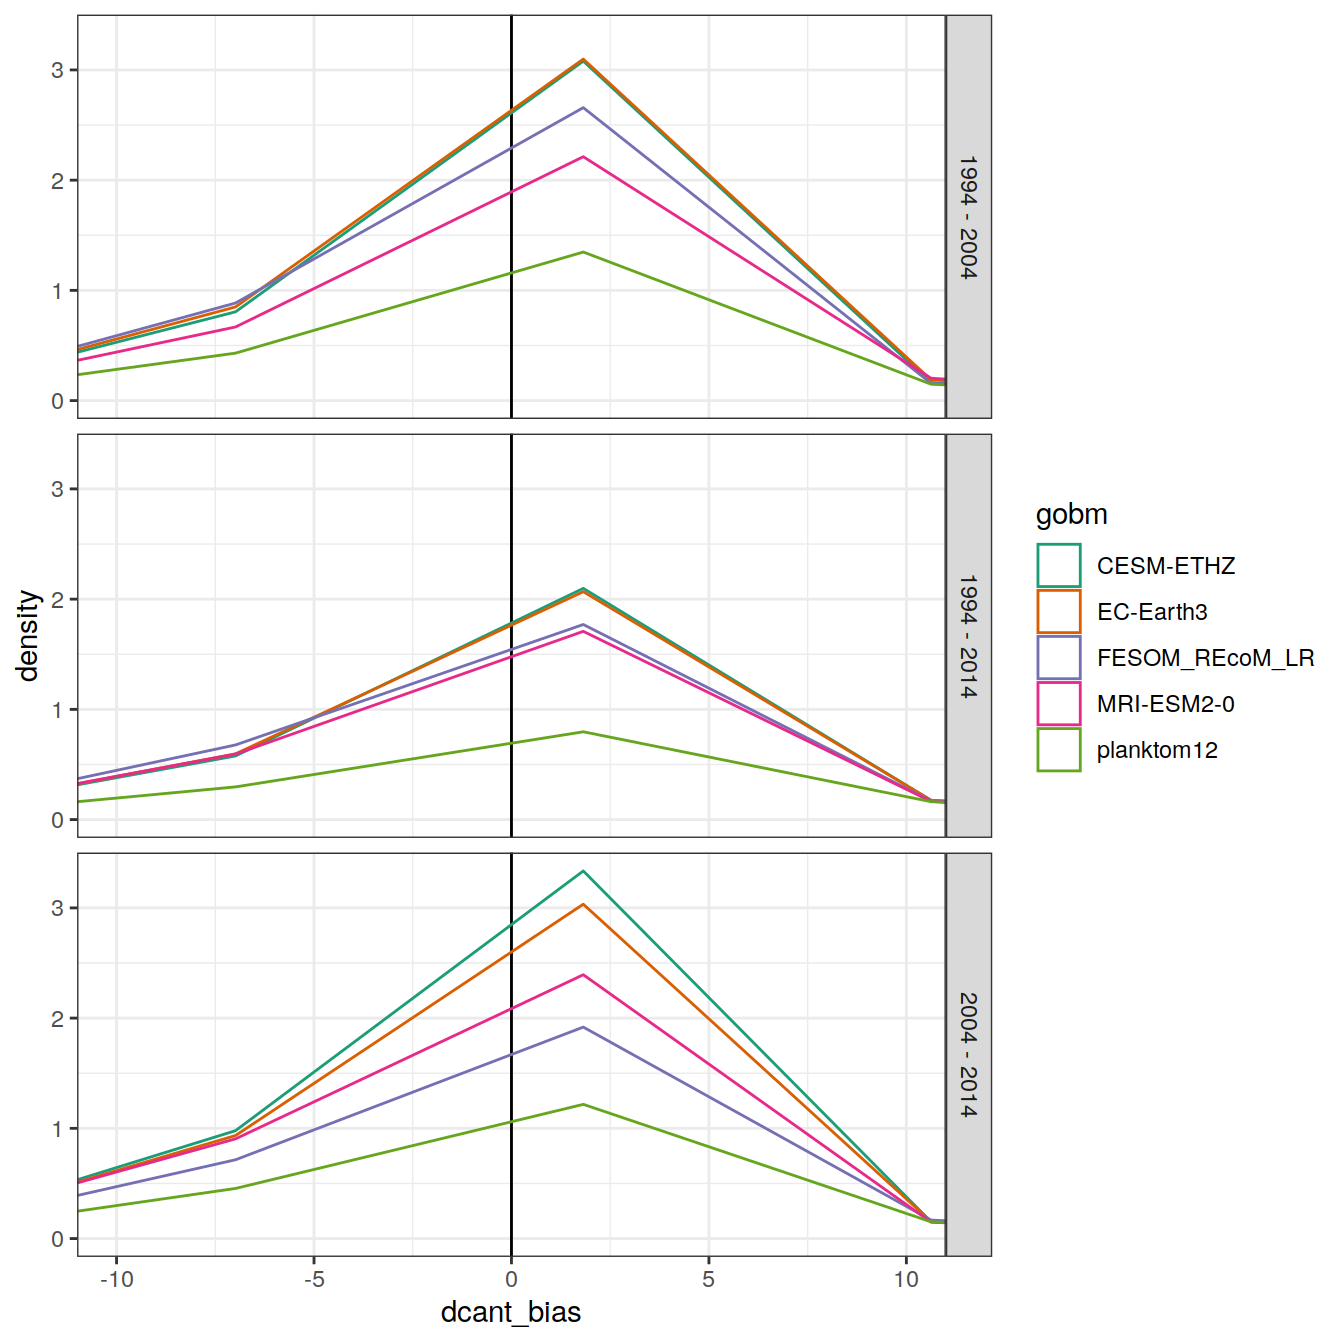 3
2
1
0
1994 - 2004
3
2
1
0
1994 - 2014
3
2
1
0
2004 - 2014
-10
-5
0
5
10
dcant_bias
density
gobm
CESM-ETHZ
EC-Earth3
FESOM_REcoM_LR
MRI-ESM2-0
planktom12